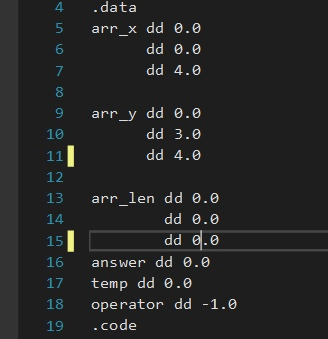 4 .data
5 arr_x dd 0.0
6 dd 0.0
7 dd 4.0
8
9 arr_y dd 0.0
10 dd 3.0
11 dd 4.0
12
13 arr_len dd 0.0
14 dd 0.0
15 dd 0.0
16 answer dd 0.0
17 temp dd 0.0
18 operator dd -1.0
19 .code